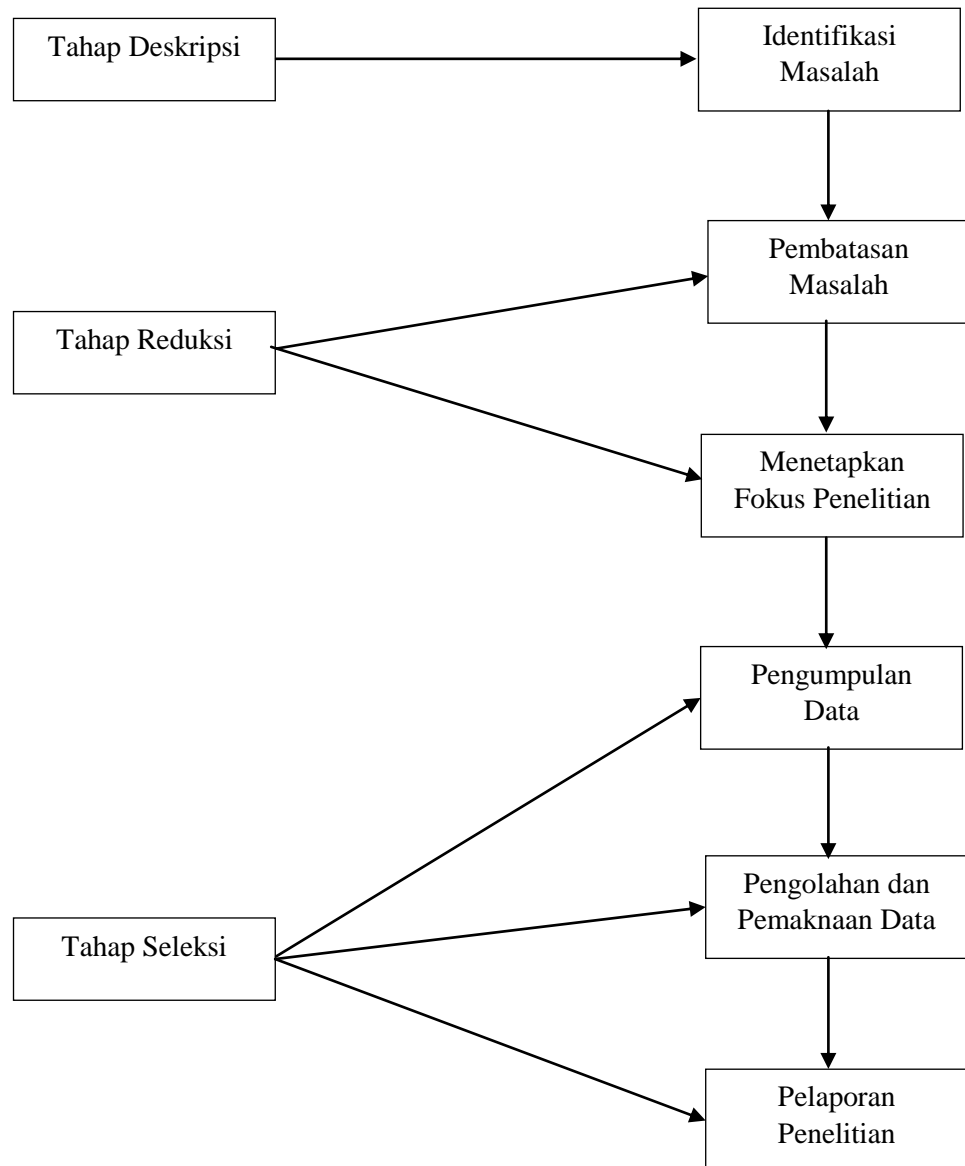 Tahap Deskripsi
Identifikasi
Masalah
Pembatasan
Masalah
Tahap Reduksi
Menetapkan
Fokus Penelitian
Pengumpulan
Data
Pengolahan dan
Pemaknaan Data
Tahap Seleksi
Pelaporan
Penelitian